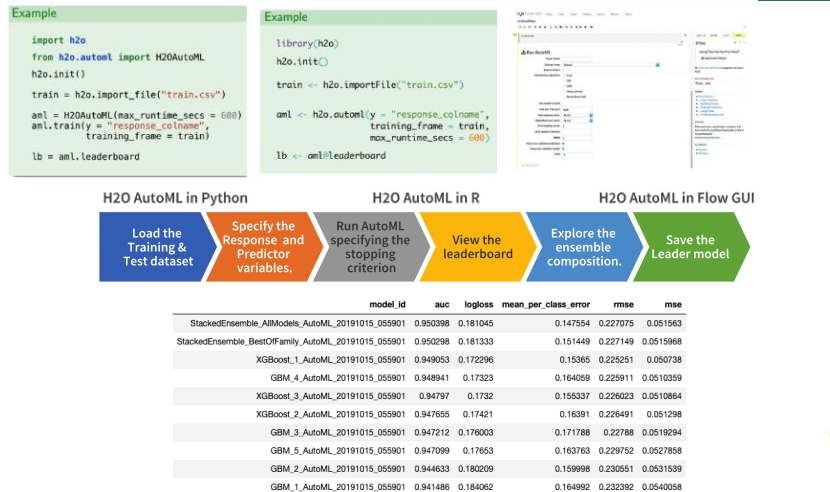 Example
import h2o
from h2o.automl import H2OAutoML
h2o.init()
train = h2o.import_file("train.csv")
aml = H2OAutoML(max_runtime_secs = 600)
aml.train(y = "response_colname",
training_frame = train)
lb = aml.leaderboard
Example
library(h2o)
h2o.init()
train <- h2o.importFile("train.csv")
aml <- h2o.automl(y = "response_colname",
training_frame = train,
max_runtime_secs = 600)
lb <- aml@leaderboard
Run AutoML
H2O AutoML in Python
H2O AutoML in R
H2O AutoML in Flow GUI
Load the
Training &
Test dataset
Specify the
Response and
Predictor
variables.
Run AutoML
specifying the
stopping
criterion
View the
leaderboard
Explore the
ensemble
composition.
Save the
Leader model
model_id auc logloss mean_per_class_error rmse mse
StackedEnsemble_AllModels_AutoML_20191015_055901 0.950398 0.181045 0.147554 0.227075 0.051563
StackedEnsemble_BestOfFamily_AutoML_20191015_055901 0.950298 0.181333 0.151449 0.227149 0.0515968
XGBoost_1_AutoML_20191015_055901 0.949053 0.172296 0.15365 0.225251 0.050738
GBM_4_AutoML_20191015_055901 0.948941 0.17323 0.164059 0.225911 0.0510359
XGBoost_3_AutoML_20191015_055901 0.94797 0.1732 0.155337 0.226023 0.0510864
XGBoost_2_AutoML_20191015_055901 0.947655 0.17421 0.16391 0.226491 0.051298
GBM_3_AutoML_20191015_055901 0.947212 0.176003 0.171788 0.22788 0.0519294
GBM_5_AutoML_20191015_055901 0.947099 0.17653 0.163763 0.229752 0.0527858
GBM_2_AutoML_20191015_055901 0.944633 0.180209 0.159998 0.230551 0.0531539
GBM_1_AutoML_20191015_055901 0.941486 0.184062 0.164992 0.232392 0.0540058